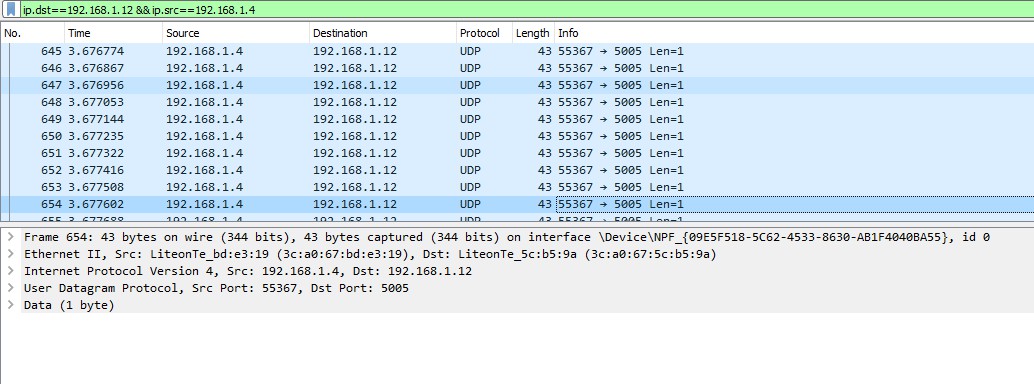 ip.dst==192.168.1.12 && ip.src==192.168.1.4
No. Time Source Destination Protocol Length Info
645 3.676774 192.168.1.4 192.168.1.12 UDP 43 55367 → 5005 Len=1
646 3.676867 192.168.1.4 192.168.1.12 UDP 43 55367 → 5005 Len=1
647 3.676956 192.168.1.4 192.168.1.12 UDP 43 55367 → 5005 Len=1
648 3.677053 192.168.1.4 192.168.1.12 UDP 43 55367 → 5005 Len=1
649 3.677144 192.168.1.4 192.168.1.12 UDP 43 55367 → 5005 Len=1
650 3.677235 192.168.1.4 192.168.1.12 UDP 43 55367 → 5005 Len=1
651 3.677322 192.168.1.4 192.168.1.12 UDP 43 55367 → 5005 Len=1
652 3.677416 192.168.1.4 192.168.1.12 UDP 43 55367 → 5005 Len=1
653 3.677508 192.168.1.4 192.168.1.12 UDP 43 55367 → 5005 Len=1
654 3.677602 192.168.1.4 192.168.1.12 UDP 43 55367 → 5005 Len=1
192.168.1.4 192.168.1.12 UDP 43 55367 → 5005 Len=1
Frame 654: 43 bytes on wire (344 bits), 43 bytes captured (344 bits) on interface \Device\NPF_{09E5F518-5C62-4533-8630-AB1F4040BA55}, id 0
Ethernet II, Src: LiteonTe_bd:e3:19 (3c:a0:67:bd:e3:19), Dst: LiteonTe_5c:b5:9a (3c:a0:67:5c:b5:9a)
Internet Protocol Version 4, Src: 192.168.1.4, Dst: 192.168.1.12
User Datagram Protocol, Src Port: 55367, Dst Port: 5005
Data (1 byte)